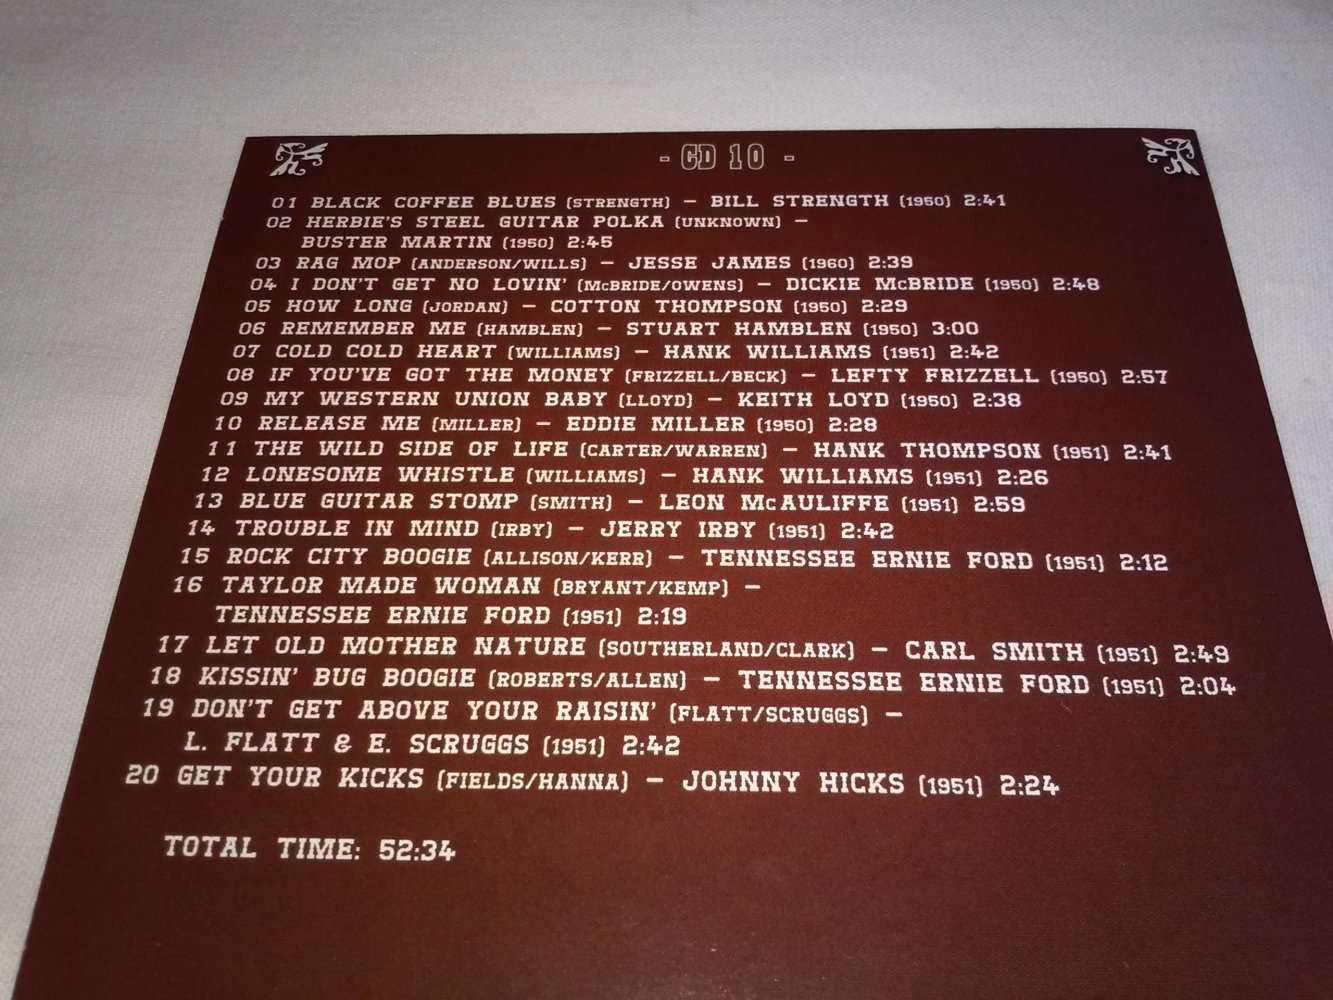 - CD 10 -
01 BLACK COFFEE BLUES (STRENGTH) – BILL STRENGTH (1950) 2:41
02 HERBIE'S STEEL GUITAR POLKA (UNKNOWN) –
BUSTER MARTIN (1950) 2:45
03 RAG MOP (ANDERSON/WILLS) – JESSE JAMES (1960) 2:39
04 I DON'T GET NO LOVIN' (McBRIDE/OWENS) – DICKIE McBRIDE (1950) 2:48
05 HOW LONG (JORDAN) – COTTON THOMPSON (1950) 2:29
06 REMEMBER ME (HAMBLEN) – STUART HAMBLEN (1950) 3:00
07 COLD COLD HEART (WILLIAMS) – HANK WILLIAMS (1951) 2:42
08 IF YOU'VE GOT THE MONEY (FRIZZELL/BECK) – LEFTY FRIZZELL (1950) 2:57
09 MY WESTERN UNION BABY (LLOYD) – KEITH LOYD (1950) 2:38
10 RELEASE ME (MILLER) – EDDIE MILLER (1950) 2:28
11 THE WILD SIDE OF LIFE (CARTER/WARREN) – HANK THOMPSON (1951) 2:41
12 LONESOME WHISTLE (WILLIAMS) – HANK WILLIAMS (1951) 2:26
13 BLUE GUITAR STOMP (SMITH) – LEON McAULIFFE (1951) 2:59
14 TROUBLE IN MIND (IRBY) – JERRY IRBY (1951) 2:42
15 ROCK CITY BOOGIE (ALLISON/KERR) – TENNESSEE ERNIE FORD (1951) 2:12
16 TAYLOR MADE WOMAN (BRYANT/KEMP) –
TENNESSEE ERNIE FORD (1951) 2:19
17 LET OLD MOTHER NATURE (SOUTHERLAND/CLARK) – CARL SMITH (1951) 2:49
18 KISSIN' BUG BOOGIE (ROBERTS/ALLEN) – TENNESSEE ERNIE FORD (1951) 2:04
19 DON'T GET ABOVE YOUR RAISIN' (FLATT/SCRUGGS) –
L. FLATT & E. SCRUGGS (1951) 2:42
20 GET YOUR KICKS (FIELDS/HANNA) – JOHNNY HICKS (1951) 2:24
TOTAL TIME: 52:34